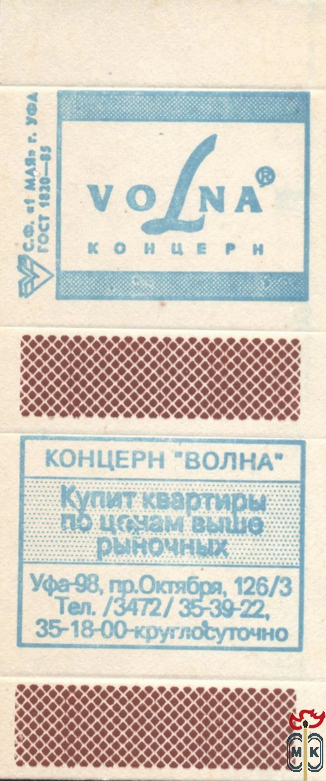 С.Ф. «1 МАЯ» г. УФА
ГОСТ 1820—85
VOLNA®
КОНЦЕРН
КОНЦЕРН "ВОЛНА"
Купит квартиры
по ценам выше
рыночных
Уфа-98, пр.Октября, 126/3
Тел. /3472/ 35-39-22,
35-18-00-круглосуточно
МК